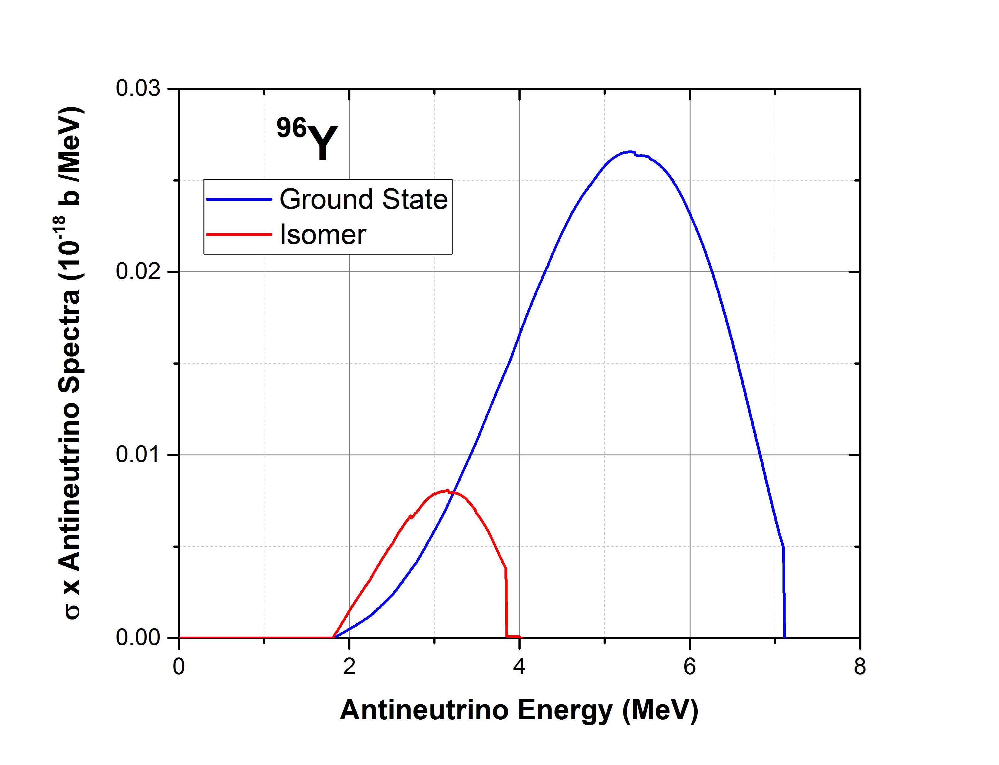 0.03
0.02
0.01
0.00
σ x Antineutrino Spectra (10⁻¹⁸ b /MeV)
⁹⁶Y
Ground State
Isomer
0 2 4 6 8
Antineutrino Energy (MeV)